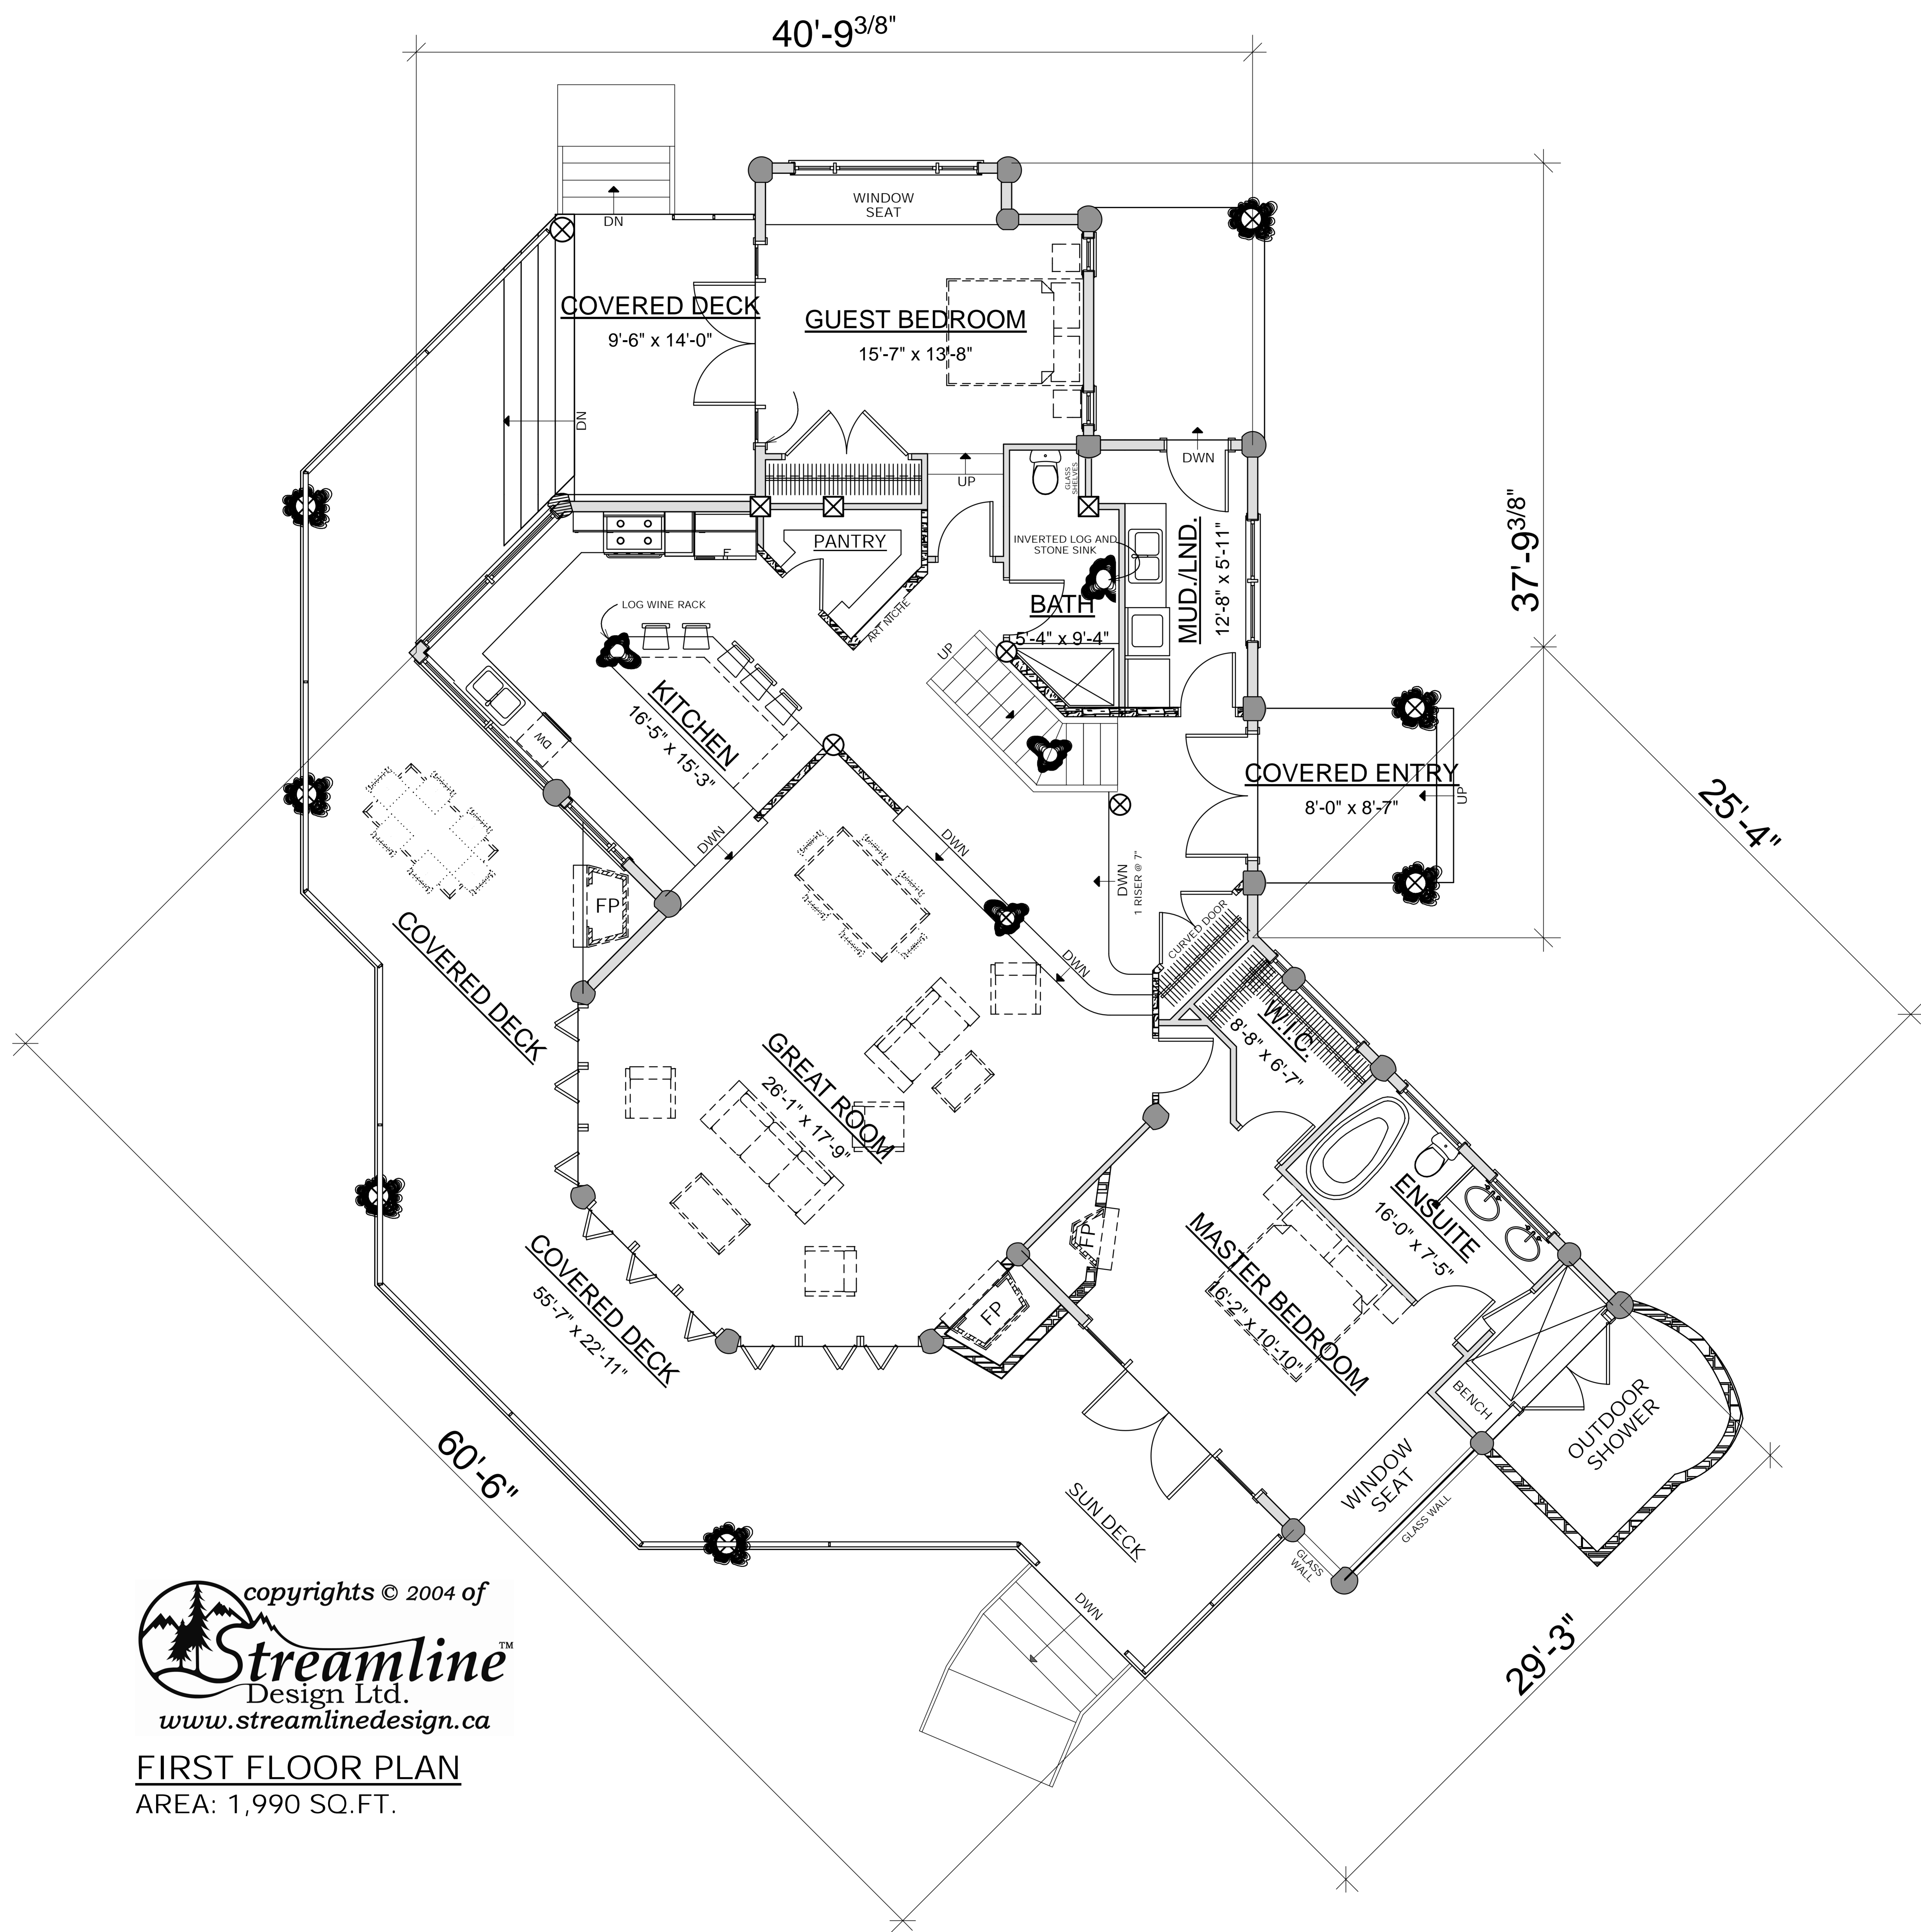 40'-9 3/8"
WINDOW
SEAT
DN
COVERED DECK
9'-6" x 14'-0"
GUEST BEDROOM
15'-7" x 13'-8"
DN
UP
GLASS
SHELVES
DWN
37'-9 3/8"
F
PANTRY
INVERTED LOG AND
STONE SINK
MUD./LND.
12'-8" x 5'-11"
LOG WINE RACK
ART NICHE
BATH
5'-4" x 9'-4"
UP
KITCHEN
16'-5" x 15'-3"
DW
COVERED ENTRY
8'-0" x 8'-7"
UP
25'-4"
DWN
DWN
DWN
1 RISER @ 7"
FP
CURVED DOOR
DWN
COVERED DECK
W.I.C.
8'-8" x 6'-7"
GREAT ROOM
26'-1" x 17'-9"
ENSUITE
16'-0" x 7'-5"
FP
MASTER BEDROOM
16'-2" x 10'-10"
COVERED DECK
55'-7" x 22'-11"
FP
BENCH
OUTDOOR
SHOWER
WINDOW
SEAT
GLASS WALL
60'-6"
SUN DECK
GLASS
WALL
DWN
29'-3"
copyrights © 2004 of
Streamline™
Design Ltd.
www.streamlinedesign.ca
FIRST FLOOR PLAN
AREA: 1,990 SQ.FT.